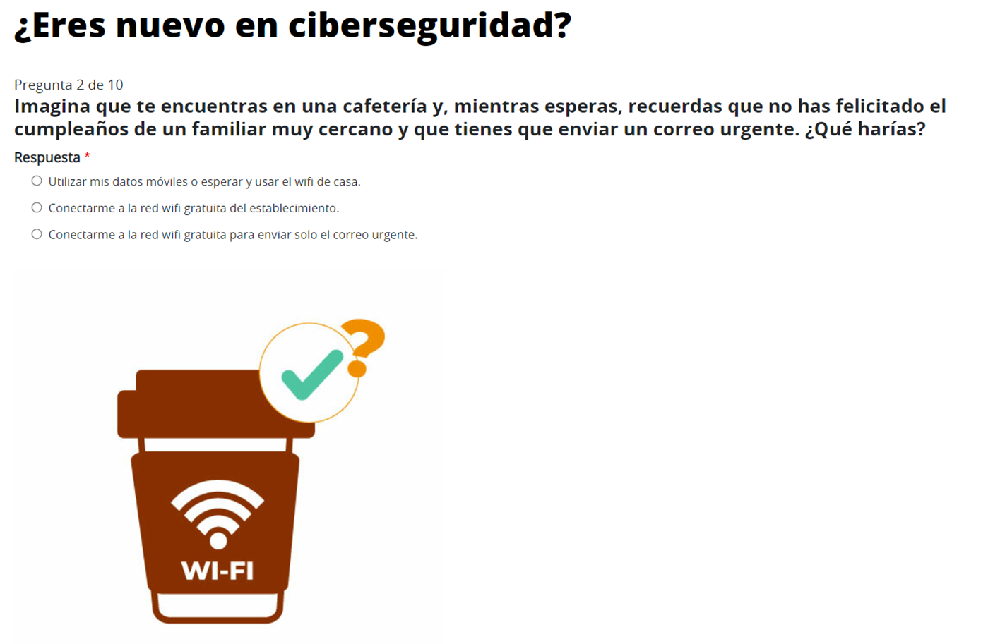 ¿Eres nuevo en ciberseguridad?
Pregunta 2 de 10
Imagina que te encuentras en una cafetería y, mientras esperas, recuerdas que no has felicitado el
cumpleaños de un familiar muy cercano y que tienes que enviar un correo urgente. ¿Qué harías?
Respuesta *
Utilizar mis datos móviles o esperar y usar el wifi de casa.
Conectarme a la red wifi gratuita del establecimiento.
Conectarme a la red wifi gratuita para enviar solo el correo urgente.
?
WI-FI